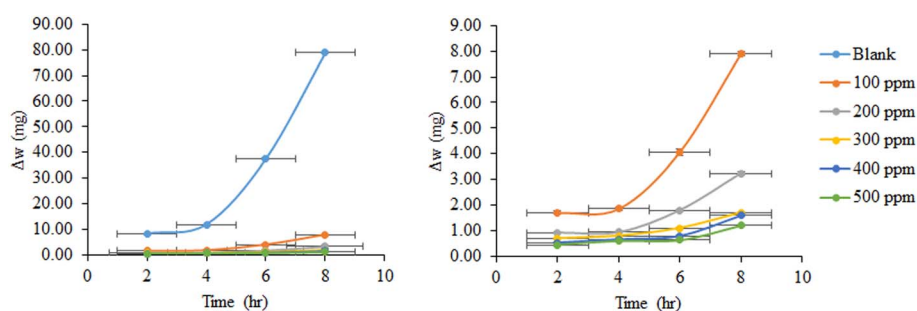 90.00
80.00
70.00
60.00
50.00
40.00
30.00
20.00
10.00
0.00
Δw (mg)
0 2 4 6 8 10
Time (hr)
9.00
8.00
7.00
6.00
5.00
4.00
3.00
2.00
1.00
0.00
Δw (mg)
0 2 4 6 8 10
Time (hr)
Blank
100 ppm
200 ppm
300 ppm
400 ppm
500 ppm